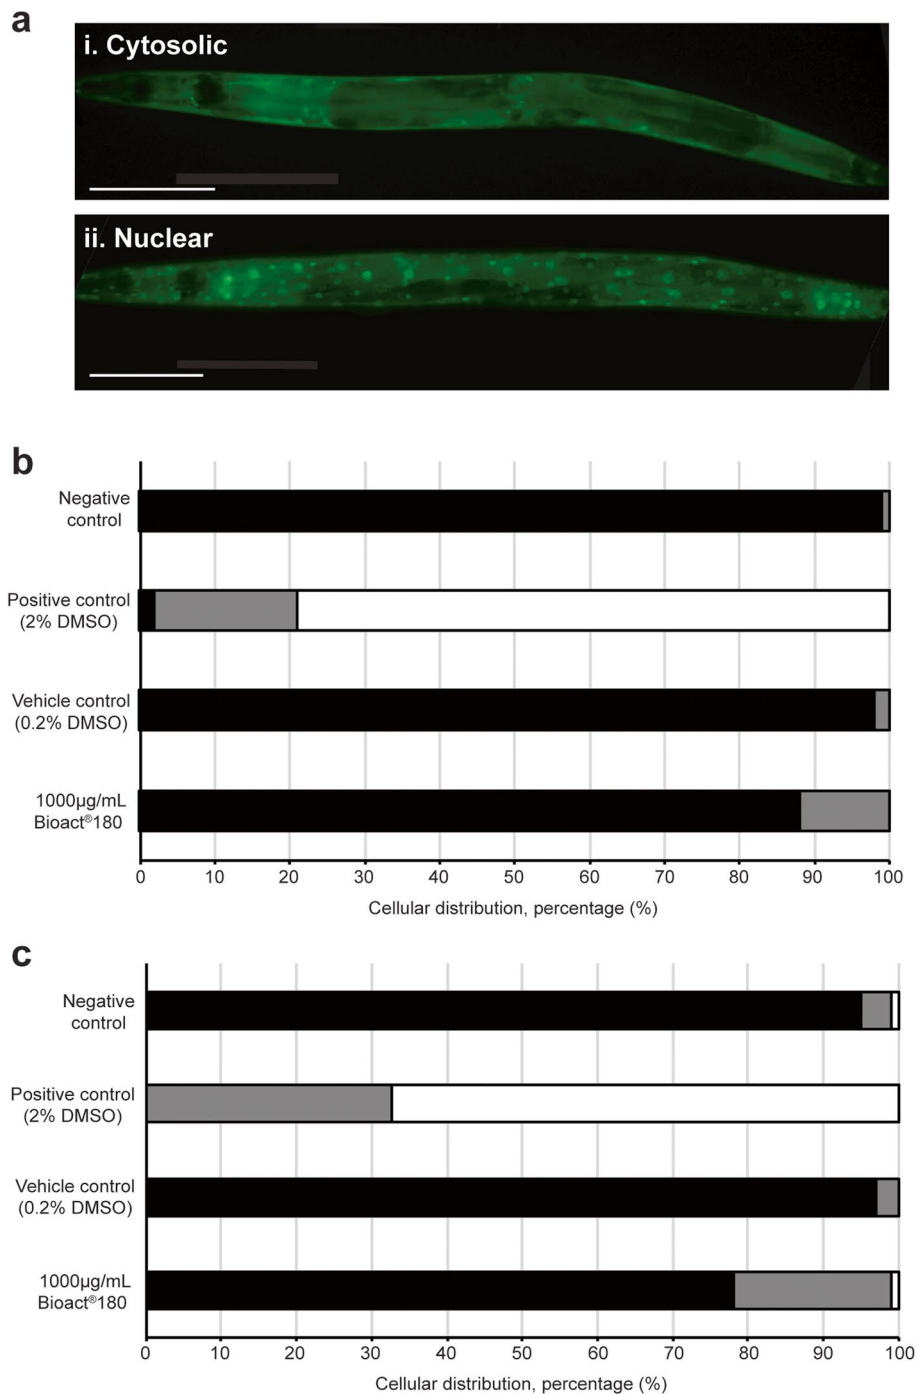 a
i. Cytosolic
ii. Nuclear
b
Negative
control
Positive control
(2% DMSO)
Vehicle control
(0.2% DMSO)
1000µg/mL
Bioact®180
0 10 20 30 40 50 60 70 80 90 100
Cellular distribution, percentage (%)
c
Negative
control
Positive control
(2% DMSO)
Vehicle control
(0.2% DMSO)
1000µg/mL
Bioact®180
0 10 20 30 40 50 60 70 80 90 100
Cellular distribution, percentage (%)